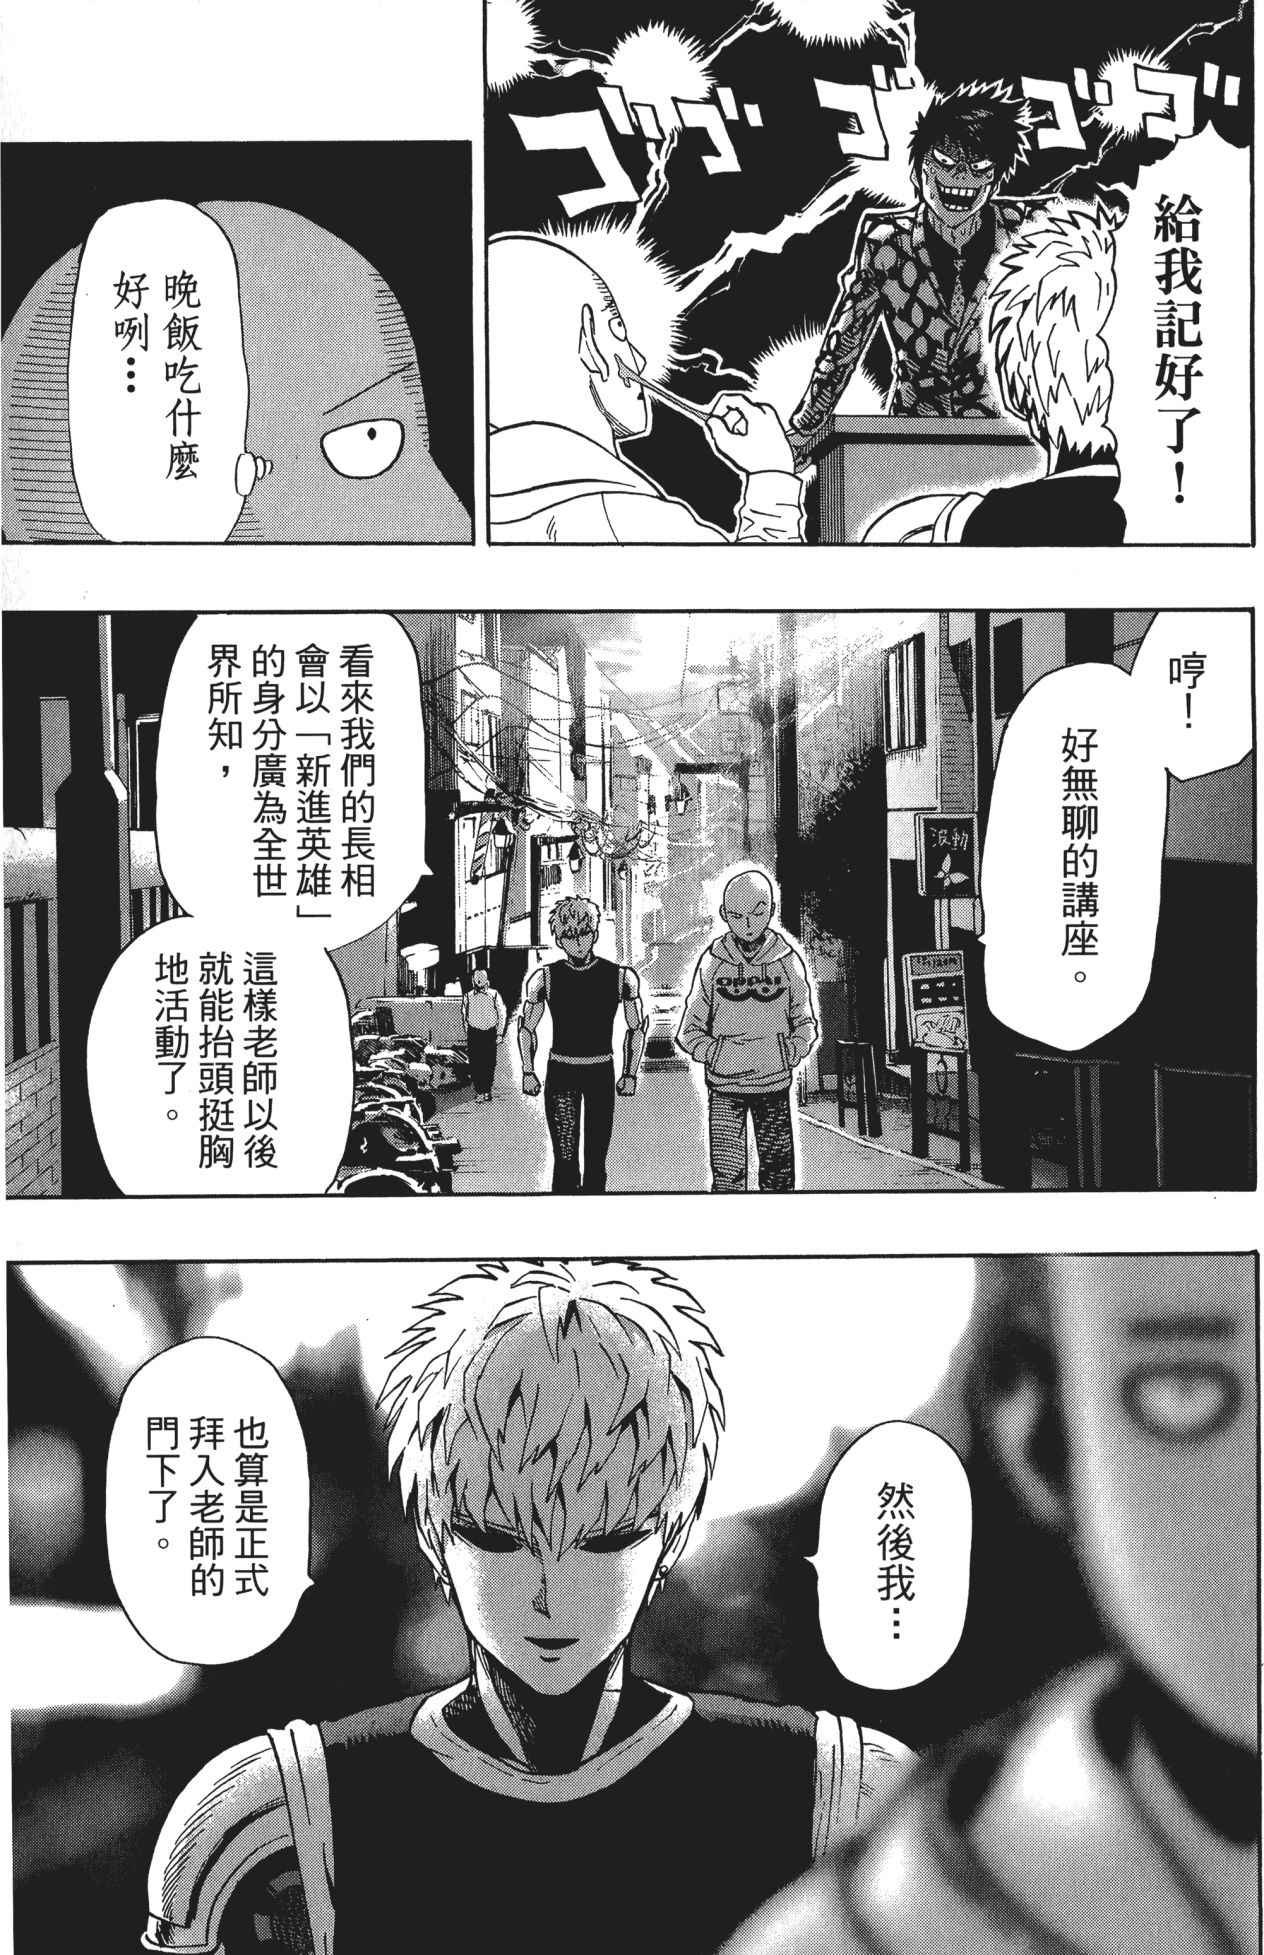 給我記好了！
ゴゴゴゴ
晚飯吃什麼
好咧…
哼！
好無聊的講座。
波動
OPPAI
看來我們的長相
會以「新進英雄」
的身分廣為全世
界所知，
這樣老師以後
就能抬頭挺胸
地活動了。
然後我…
也算是正式
拜入老師的
門下了。